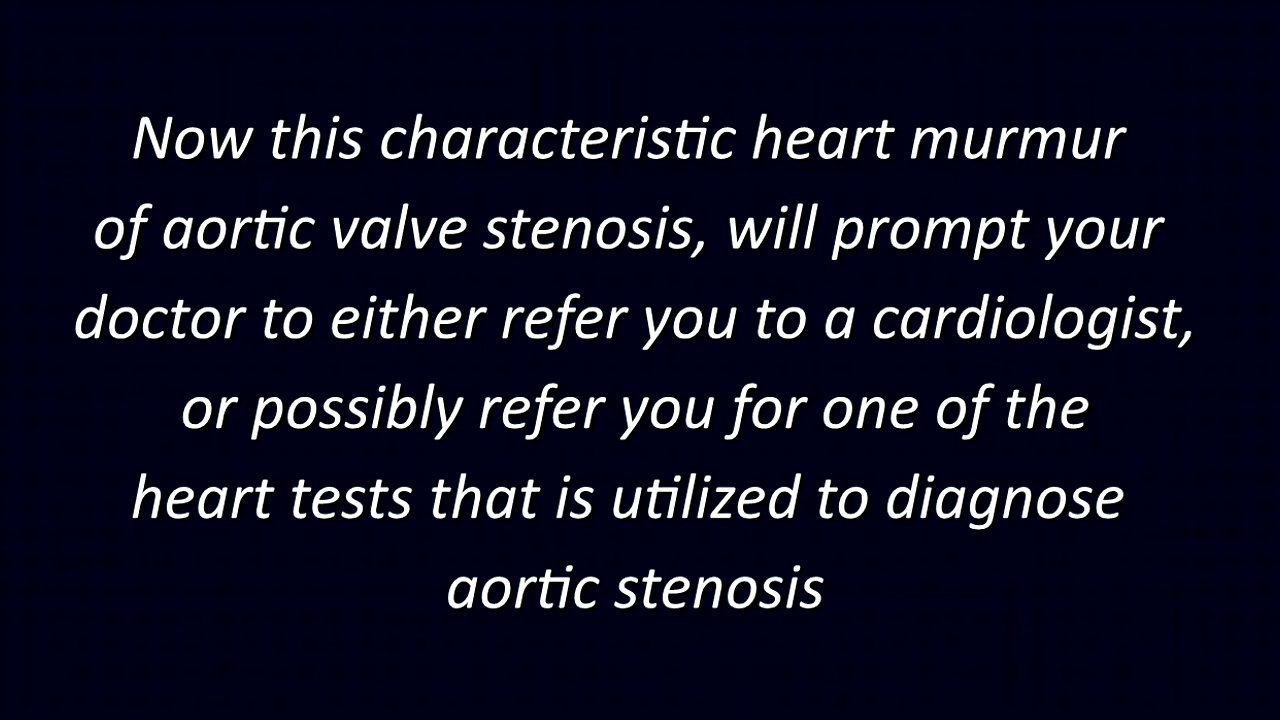 Now this characteristic heart murmur
of aortic valve stenosis, will prompt your
doctor to either refer you to a cardiologist,
or possibly refer you for one of the
heart tests that is utilized to diagnose
aortic stenosis